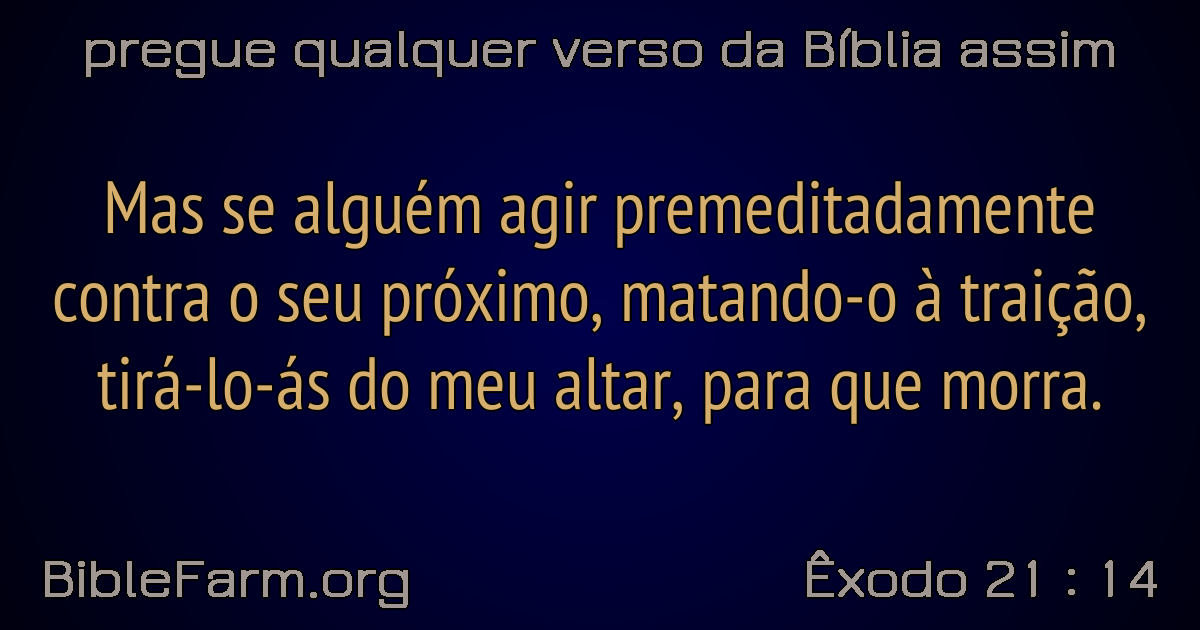 pregue qualquer verso da Bíblia assim
Mas se alguém agir premeditadamente
contra o seu próximo, matando-o à traição,
tirá-lo-ás do meu altar, para que morra.
BibleFarm.org
Êxodo 21 : 14